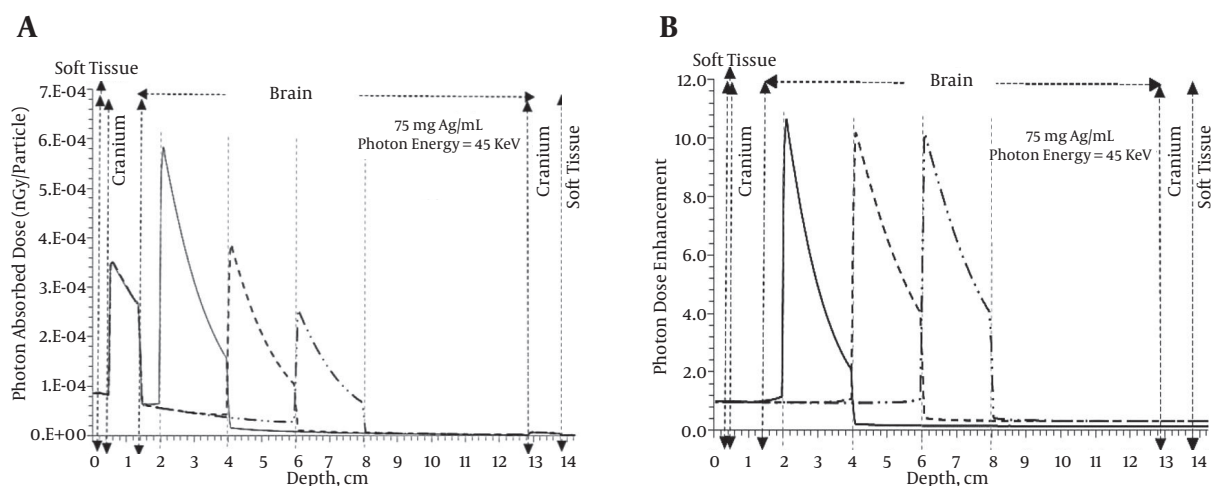 A
Soft Tissue
Brain
75 mg Ag/mL
Photon Energy = 45 KeV
Cranium
Cranium
Soft Tissue
Photon Absorbed Dose (nGy/Particle)
7.E-04
6.E-04
5.E-04
4.E-04
3.E-04
2.E-04
1.E-04
0.E+00
0 1 2 3 4 5 6 7 8 9 10 11 12 13 14
Depth, cm
B
Soft Tissue
Brain
75 mg Ag/mL
Photon Energy = 45 KeV
Cranium
Cranium
Soft Tissue
Photon Dose Enhancement
12.0
10.0
8.0
6.0
4.0
2.0
0.0
0 1 2 3 4 5 6 7 8 9 10 11 12 13 14
Depth, cm